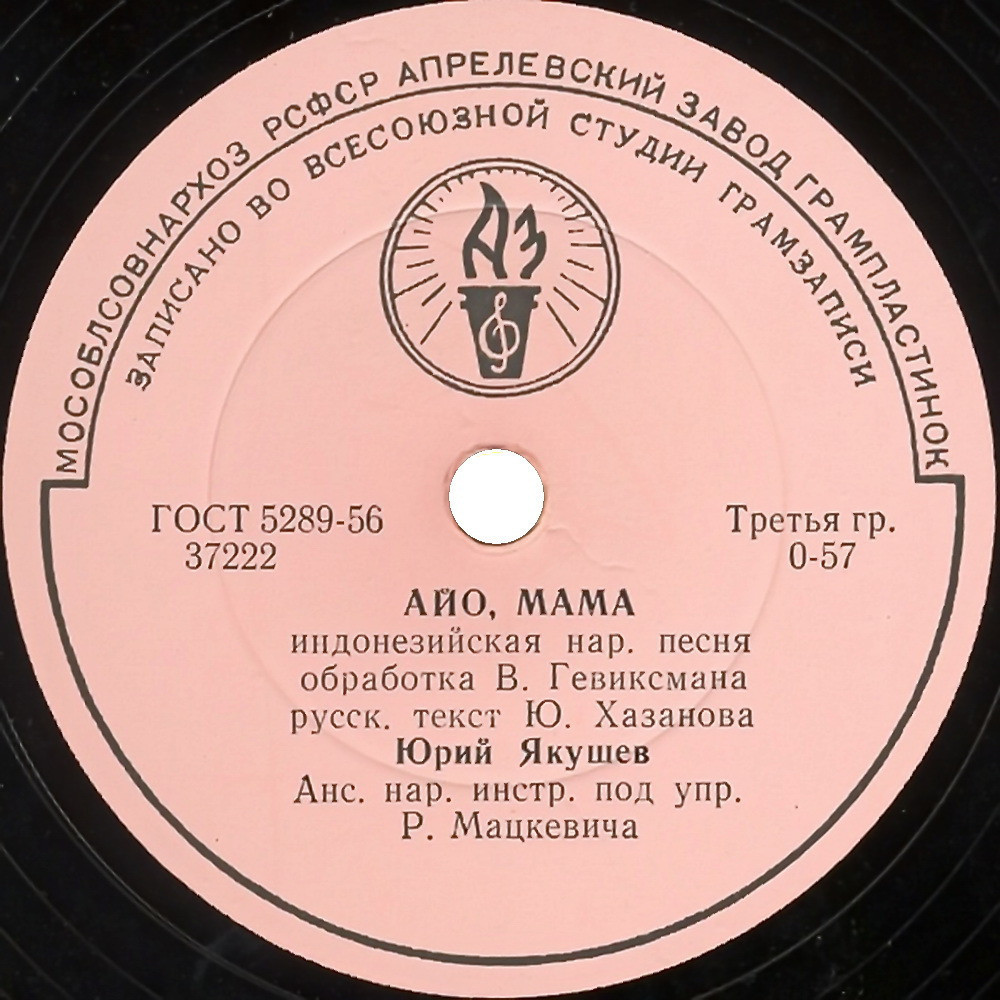 МОСОБЛСОВНАРХОЗ РСФСР АПРЕЛЕВСКИЙ ЗАВОД ГРАМПЛАСТИНОК
ЗАПИСАНО ВО ВСЕСОЮЗНОЙ СТУДИИ ГРАМЗАПИСИ
АЗ
ГОСТ 5289-56
37222
Третья гр.
0-57
АЙО, МАМА
индонезийская нар. песня
обработка В. Гевиксмана
русск. текст Ю. Хазанова
Юрий Якушев
Анс. нар. инстр. под упр.
Р. Мацкевича